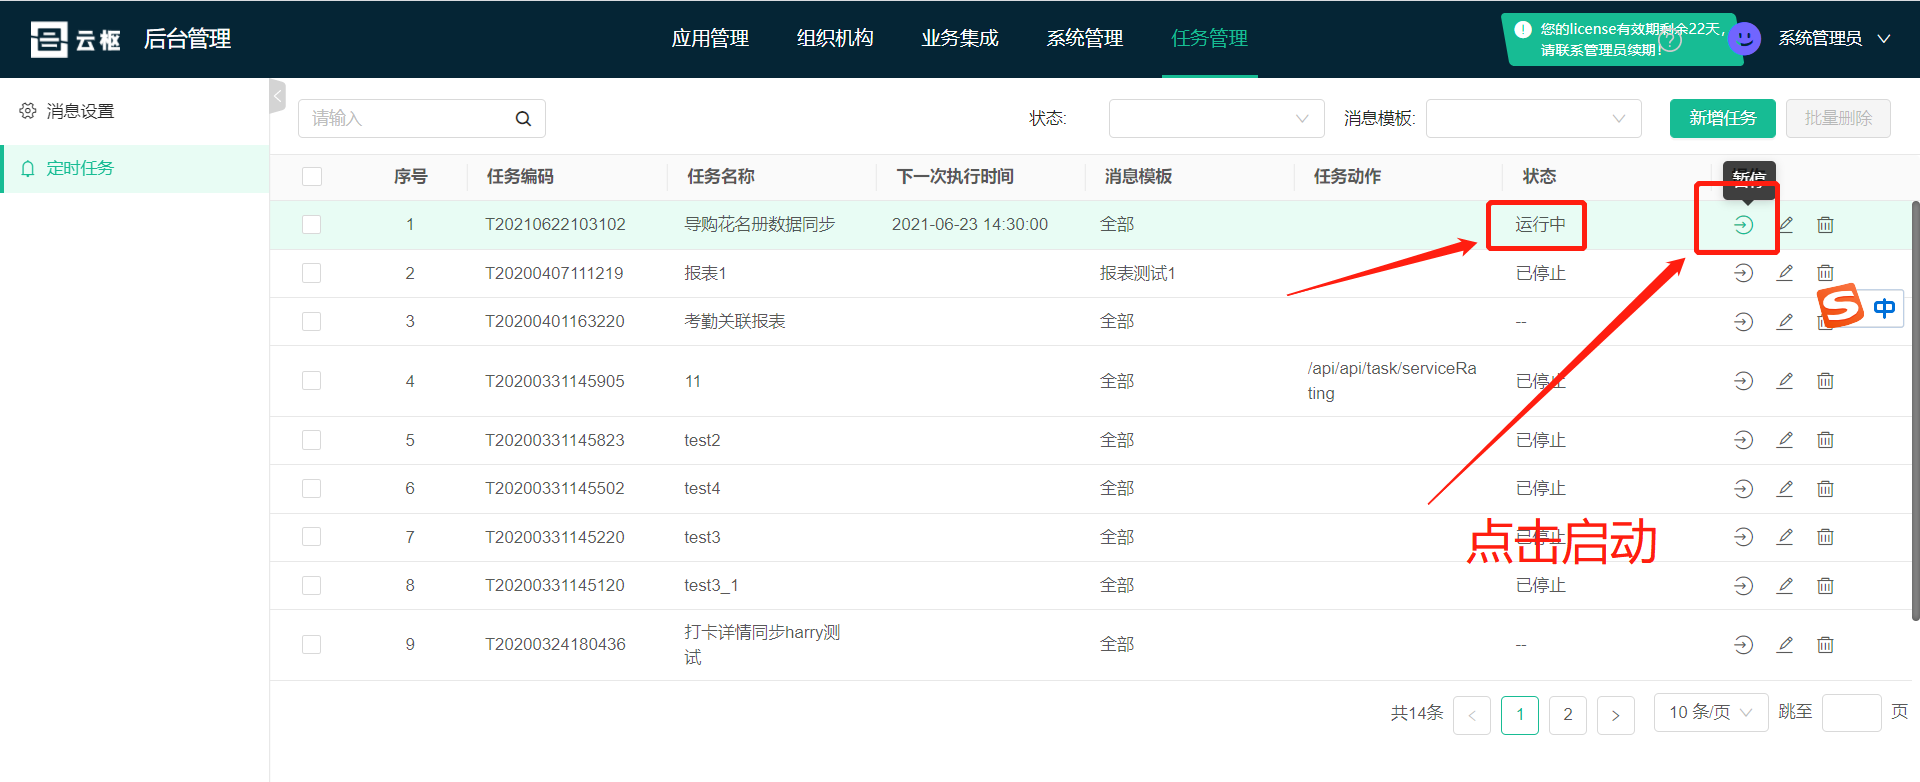 云枢 后台管理
应用管理 组织机构 业务集成 系统管理 任务管理
您的license有效期剩余22天，
请联系管理员续期！
系统管理员
消息设置
定时任务
请输入
状态:
消息模板:
新增任务
批量删除
暂停
序号 任务编码 任务名称 下一次执行时间 消息模板 任务动作 状态
1 T20210622103102 导购花名册数据同步 2021-06-23 14:30:00 全部 运行中
2 T20200407111219 报表1 报表测试1 已停止
3 T20200401163220 考勤关联报表 全部 --
中
4 T20200331145905 11 全部 /api/api/task/serviceRa 已停止
ting
5 T20200331145823 test2 全部 已停止
6 T20200331145502 test4 全部 已停止
7 T20200331145220 test3 全部 已停止
点击启动
8 T20200331145120 test3_1 全部 已停止
9 T20200324180436 打卡详情同步harry测 全部 --
试
共14条 < 1 2 > 10 条/页 跳至 页